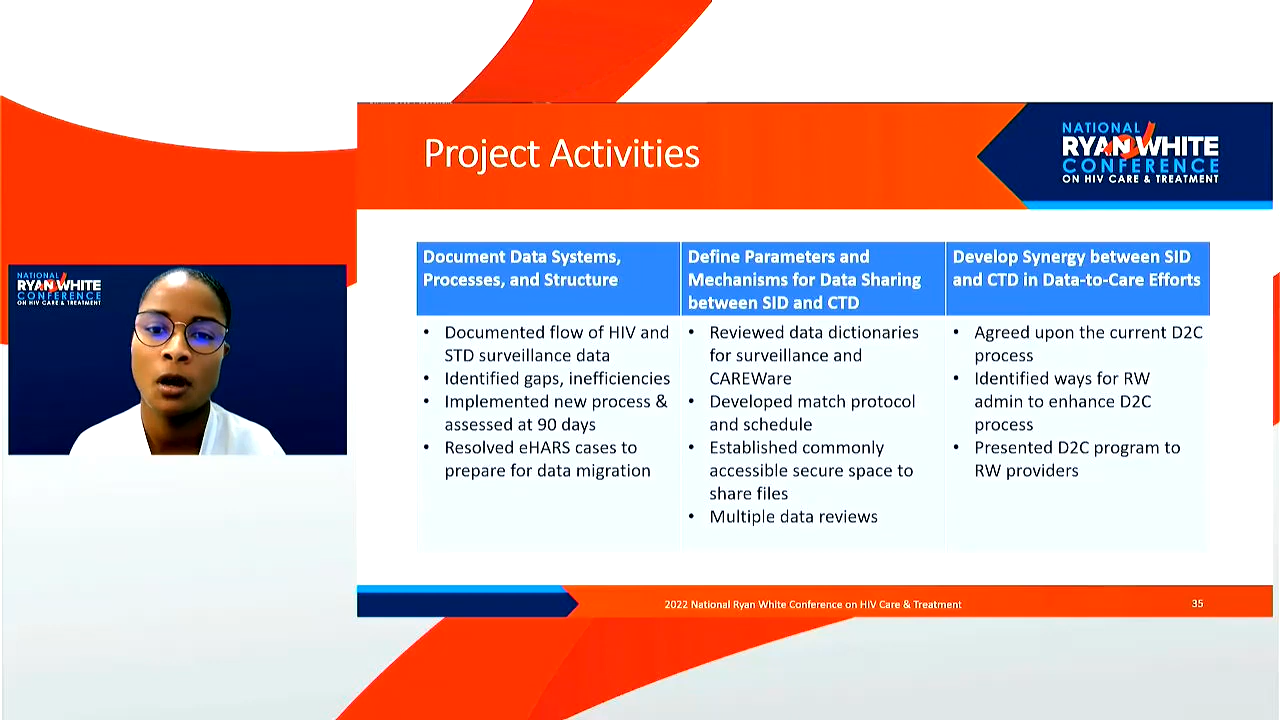 Project Activities
NATIONAL
RYAN WHITE
CONFERENCE
ON HIV CARE & TREATMENT
NATIONAL
RYAN WHITE
CONFERENCE
ON HIV CARE & TREATMENT
Document Data Systems,
Processes, and Structure
• Documented flow of HIV and
STD surveillance data
• Identified gaps, inefficiencies
• Implemented new process &
assessed at 90 days
• Resolved eHARS cases to
prepare for data migration
Define Parameters and
Mechanisms for Data Sharing
between SID and CTD
• Reviewed data dictionaries
for surveillance and
CAREWare
• Developed match protocol
and schedule
• Established commonly
accessible secure space to
share files
• Multiple data reviews
Develop Synergy between SID
and CTD in Data-to-Care Efforts
• Agreed upon the current D2C
process
• Identified ways for RW
admin to enhance D2C
process
• Presented D2C program to
RW providers
2022 National Ryan White Conference on HIV Care & Treatment
35